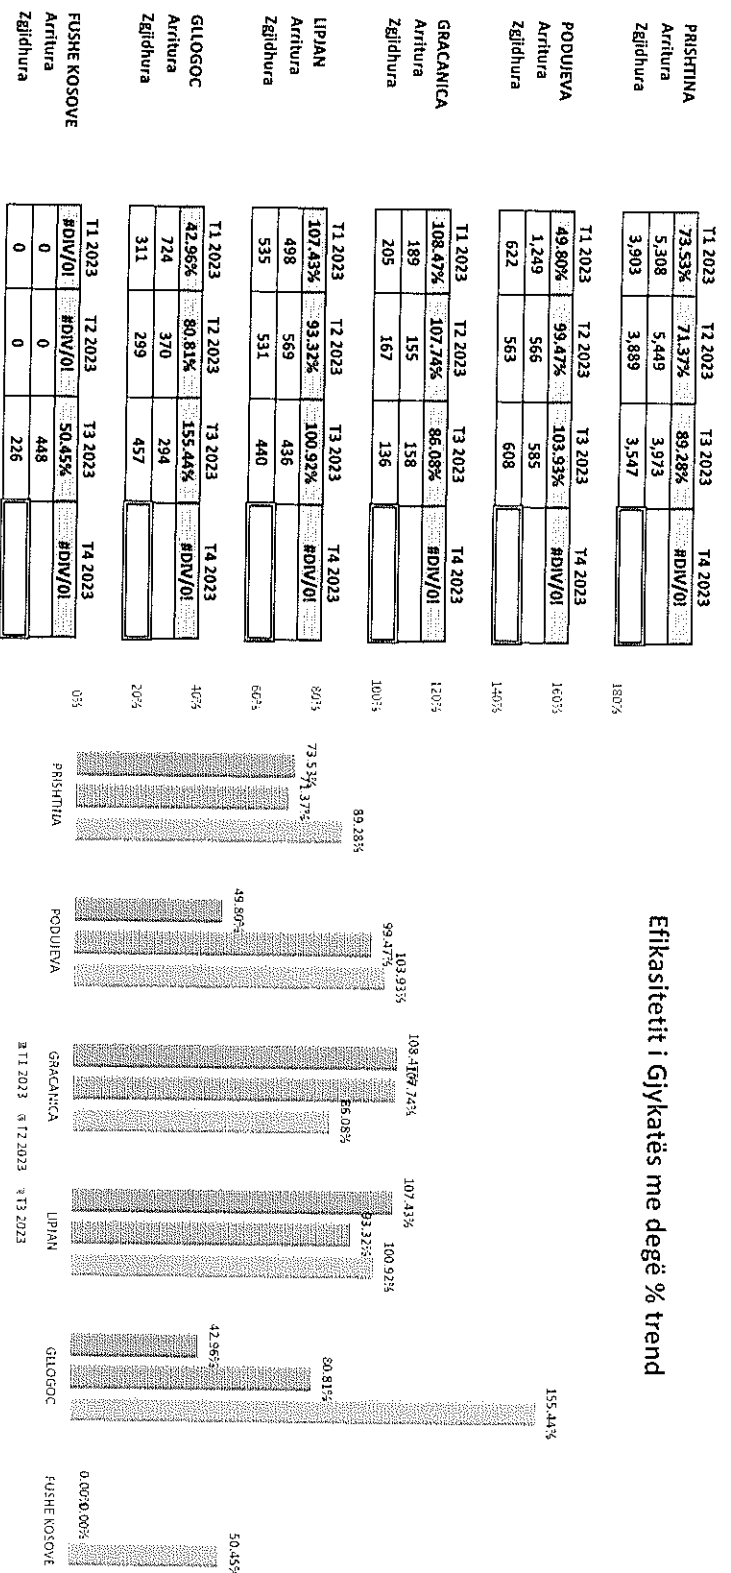 PRISHTINA T1 2023 T2 2023 T3 2023 T4 2023
73.53% 71.37% 89.28% #DIV/0!
Arritura 5,308 5,449 3,973
Zgjidhura 3,903 3,889 3,547
PODUJEVA T1 2023 T2 2023 T3 2023 T4 2023
49.80% 99.47% 103.93% #DIV/0!
Arritura 1,249 566 585
Zgjidhura 622 563 608
GRACANICA T1 2023 T2 2023 T3 2023 T4 2023
108.47% 107.74% 86.08% #DIV/0!
Arritura 189 155 158
Zgjidhura 205 167 136
LIPJAN T1 2023 T2 2023 T3 2023 T4 2023
107.43% 93.32% 100.92% #DIV/0!
Arritura 498 569 436
Zgjidhura 535 531 440
GLLOGOC T1 2023 T2 2023 T3 2023 T4 2023
42.96% 80.81% 155.44% #DIV/0!
Arritura 724 370 294
Zgjidhura 311 299 457
FUSHE KOSOVE T1 2023 T2 2023 T3 2023 T4 2023
#DIV/0! #DIV/0! 50.45% #DIV/0!
Arritura 0 0 448
Zgjidhura 0 0 226
Efikasitetit i Gjykatës me degë % trend
180%
160%
140%
120%
100%
80%
60%
40%
20%
0%
73.53% 71.37% 89.28%
49.80% 99.47% 103.93%
108.47% 107.74% 86.08%
107.43% 93.32% 100.92%
42.96% 80.81% 155.44%
0.00% 0.00% 50.45%
PRISHTINA PODUJEVA GRACANICA LIPJAN GLLOGOC FUSHE KOSOVE
T1 2023 T2 2023 T3 2023